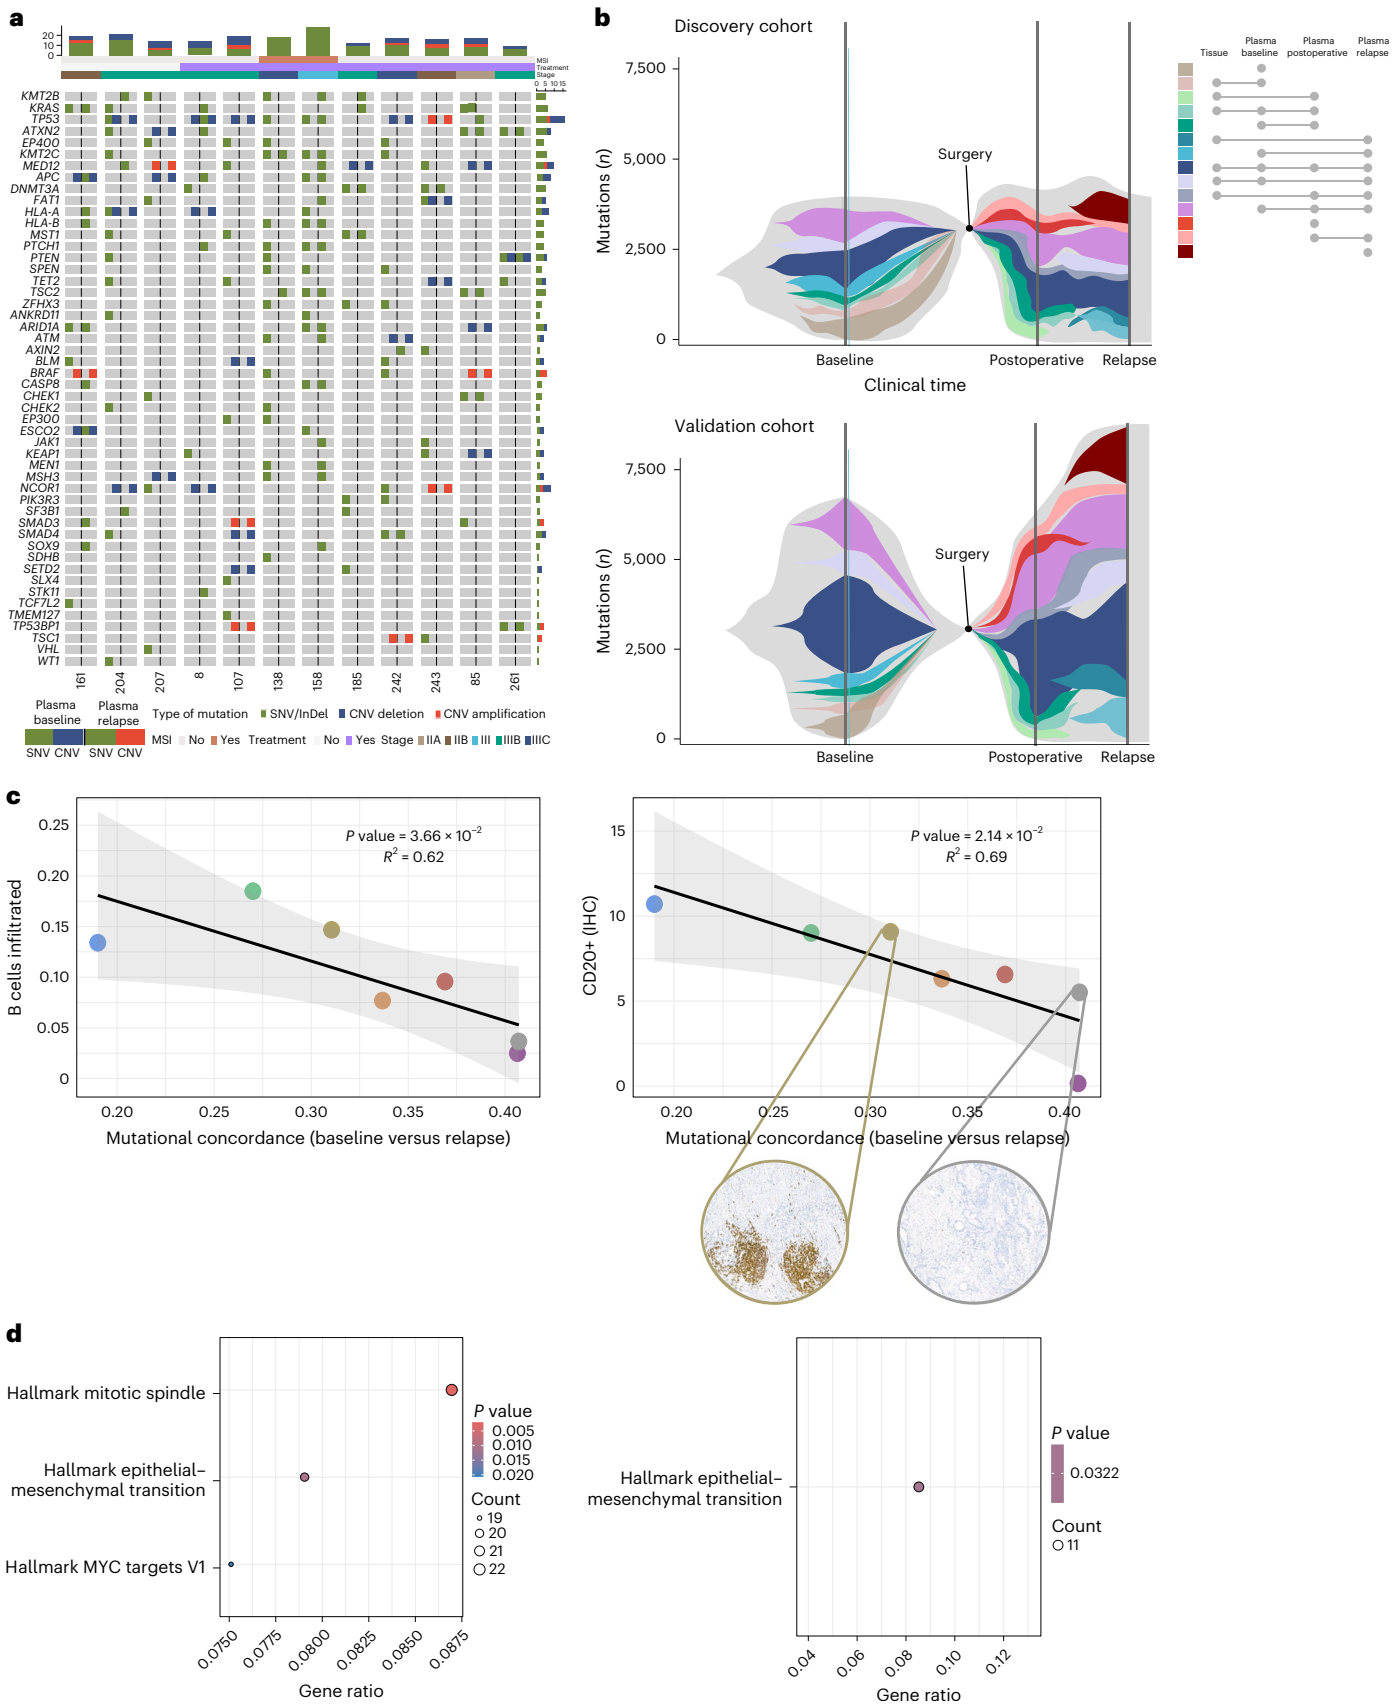 a
20
10
0
MSI
Treatment
Stage
0 5 10 15
KMT2B
KRAS
TP53
ATXN2
EP400
KMT2C
MED12
APC
DNMT3A
FAT1
HLA-A
HLA-B
MST1
PTCH1
PTEN
SPEN
TET2
TSC2
ZFHX3
ANKRD11
ARID1A
ATM
AXIN2
BLM
BRAF
CASP8
CHEK1
CHEK2
EP300
ESCO2
JAK1
KEAP1
MEN1
MSH3
NCOR1
PIK3R3
SF3B1
SMAD3
SMAD4
SOX9
SDHB
SETD2
SLX4
STK11
TCF7L2
TMEM127
TP53BP1
TSC1
VHL
WT1
161 204 207 8 107 138 158 185 242 243 85 261
Plasma baseline
Plasma relapse
SNV CNV SNV CNV
Type of mutation SNV/InDel CNV deletion CNV amplification
MSI No Yes Treatment No Yes Stage IIA IIB III IIIB IIIC
b
Discovery cohort
7,500
5,000
2,500
0
Mutations (n)
Surgery
Baseline Postoperative Relapse
Clinical time
Tissue
Plasma baseline
Plasma postoperative
Plasma relapse
Validation cohort
7,500
5,000
2,500
0
Mutations (n)
Surgery
Baseline Postoperative Relapse
c
0.25
0.20
0.15
0.10
0.05
0
B cells infiltrated
P value = 3.66 × 10⁻²
R² = 0.62
0.20 0.25 0.30 0.35 0.40
Mutational concordance (baseline versus relapse)
15
10
5
0
CD20+ (IHC)
P value = 2.14 × 10⁻²
R² = 0.69
0.20 0.25 0.30 0.35 0.40
Mutational concordance (baseline versus relapse)
d
Hallmark mitotic spindle
Hallmark epithelial–
mesenchymal transition
Hallmark MYC targets V1
0.0750 0.0775 0.0800 0.0825 0.0850 0.0875
Gene ratio
P value
0.005
0.010
0.015
0.020
Count
19
20
21
22
Hallmark epithelial–
mesenchymal transition
0.04 0.06 0.08 0.10 0.12
Gene ratio
P value
0.0322
Count
11